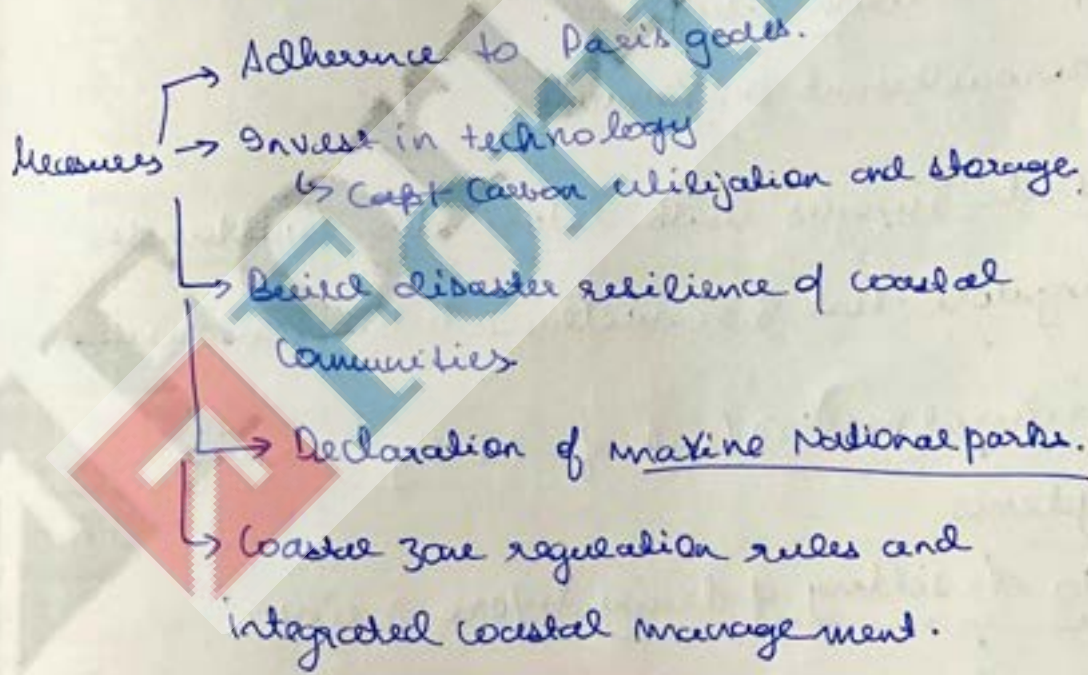 Adherence to Paris goals.
Measures → Invest in technology
↳ Capt Carbon utilization and storage.
Build disaster resilience of coastal
Communities
Declaration of marine National parks.
Coastal zone regulation rules and
integrated coastal management.
Forum